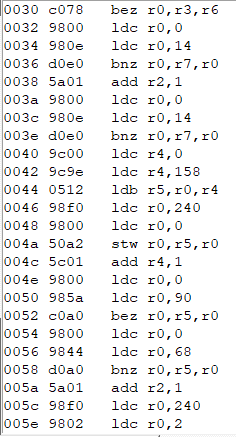 0030 c078 bez r0,r3,r6
0032 9800 ldc r0,0
0034 980e ldc r0,14
0036 d0e0 bnz r0,r7,r0
0038 5a01 add r2,1
003a 9800 ldc r0,0
003c 980e ldc r0,14
003e d0e0 bnz r0,r7,r0
0040 9c00 ldc r4,0
0042 9c9e ldc r4,158
0044 0512 ldb r5,r0,r4
0046 98f0 ldc r0,240
0048 9800 ldc r0,0
004a 50a2 stw r0,r5,r0
004c 5c01 add r4,1
004e 9800 ldc r0,0
0050 985a ldc r0,90
0052 c0a0 bez r0,r5,r0
0054 9800 ldc r0,0
0056 9844 ldc r0,68
0058 d0a0 bnz r0,r5,r0
005a 5a01 add r2,1
005c 98f0 ldc r0,240
005e 9802 ldc r0,2